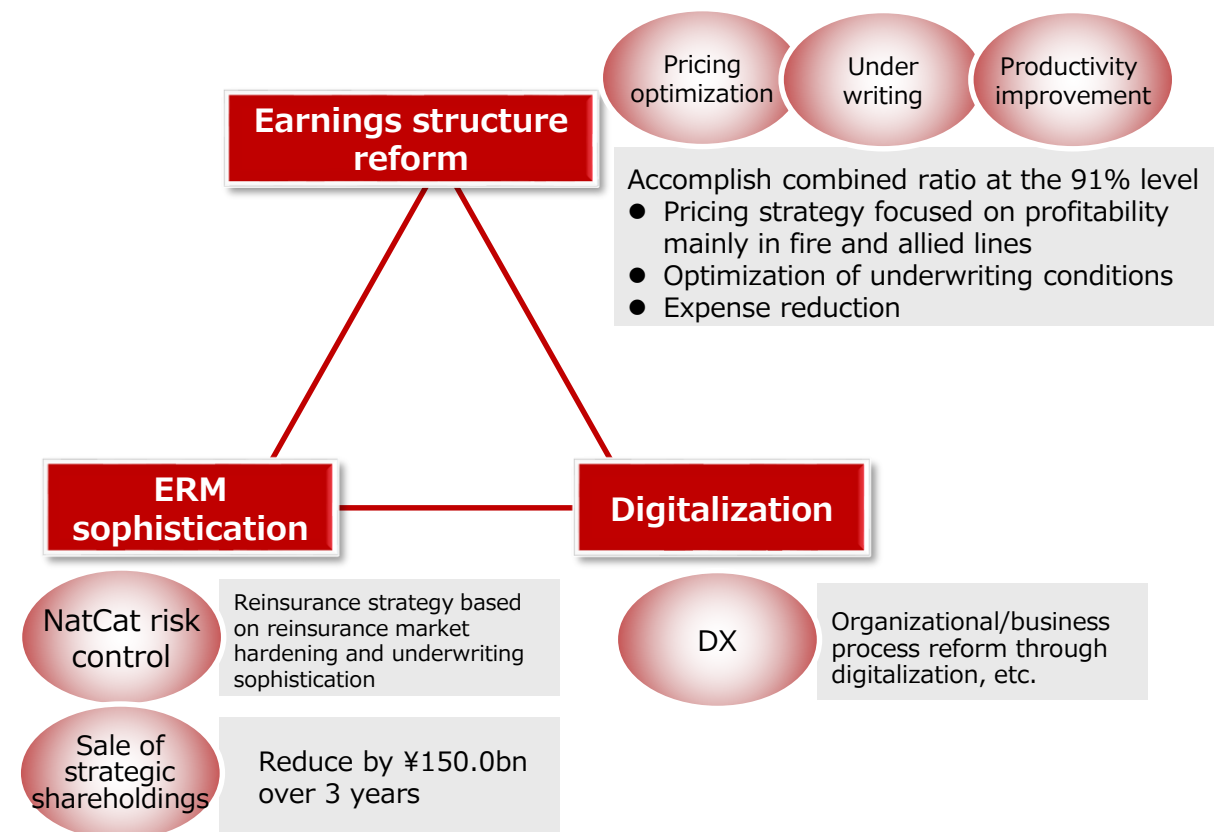 Pricing
optimization
Under
writing
Productivity
improvement
Earnings structure
reform
Accomplish combined ratio at the 91% level
● Pricing strategy focused on profitability
mainly in fire and allied lines
● Optimization of underwriting conditions
● Expense reduction
ERM
sophistication
Digitalization
NatCat risk
control
Reinsurance strategy based
on reinsurance market
hardening and underwriting
sophistication
DX
Organizational/business
process reform through
digitalization, etc.
Sale of
strategic
shareholdings
Reduce by ¥150.0bn
over 3 years